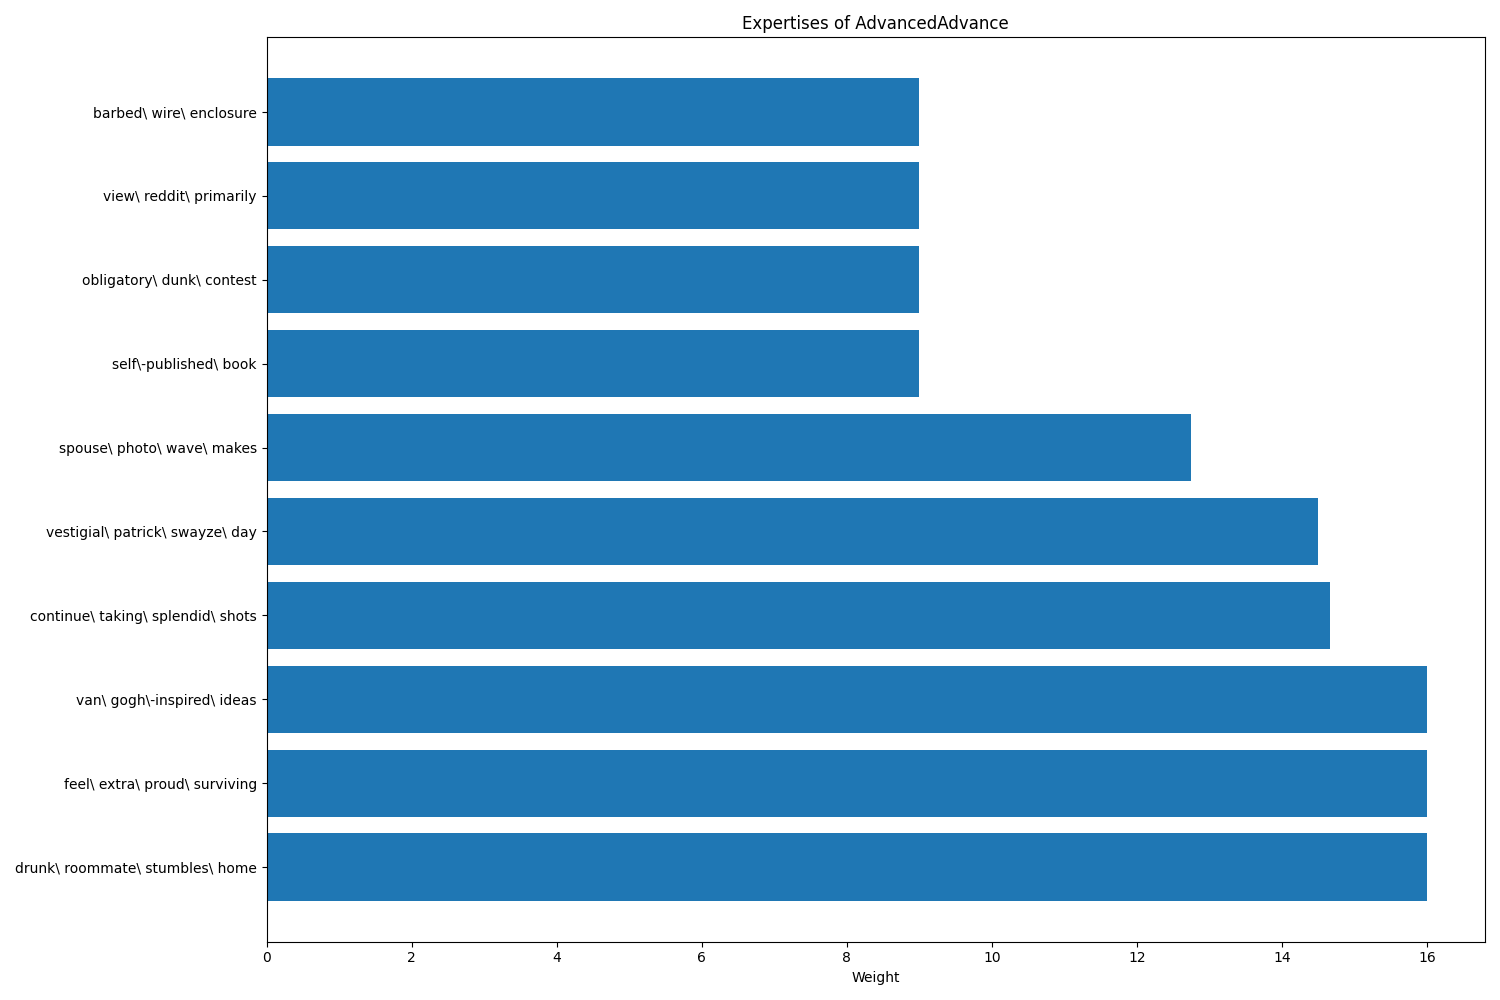 Expertises of AdvancedAdvance
barbed\ wire\ enclosure
view\ reddit\ primarily
obligatory\ dunk\ contest
self\-published\ book
spouse\ photo\ wave\ makes
vestigial\ patrick\ swayze\ day
continue\ taking\ splendid\ shots
van\ gogh\-inspired\ ideas
feel\ extra\ proud\ surviving
drunk\ roommate\ stumbles\ home
0 2 4 6 8 10 12 14 16
Weight